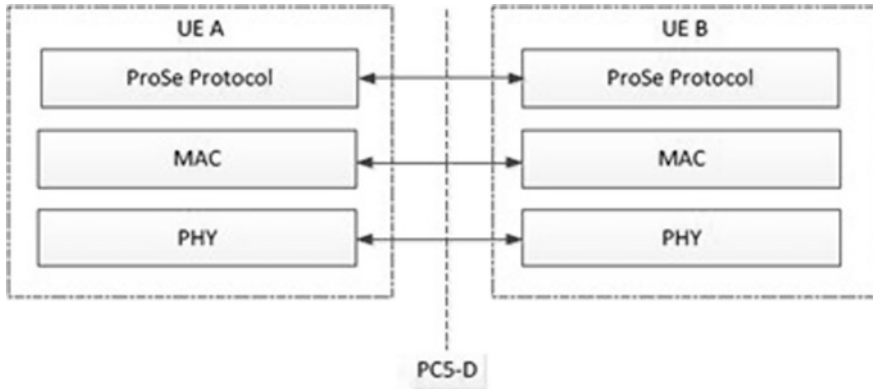 UE A
UE B
ProSe Protocol
ProSe Protocol
MAC
MAC
PHY
PHY
PC5-D